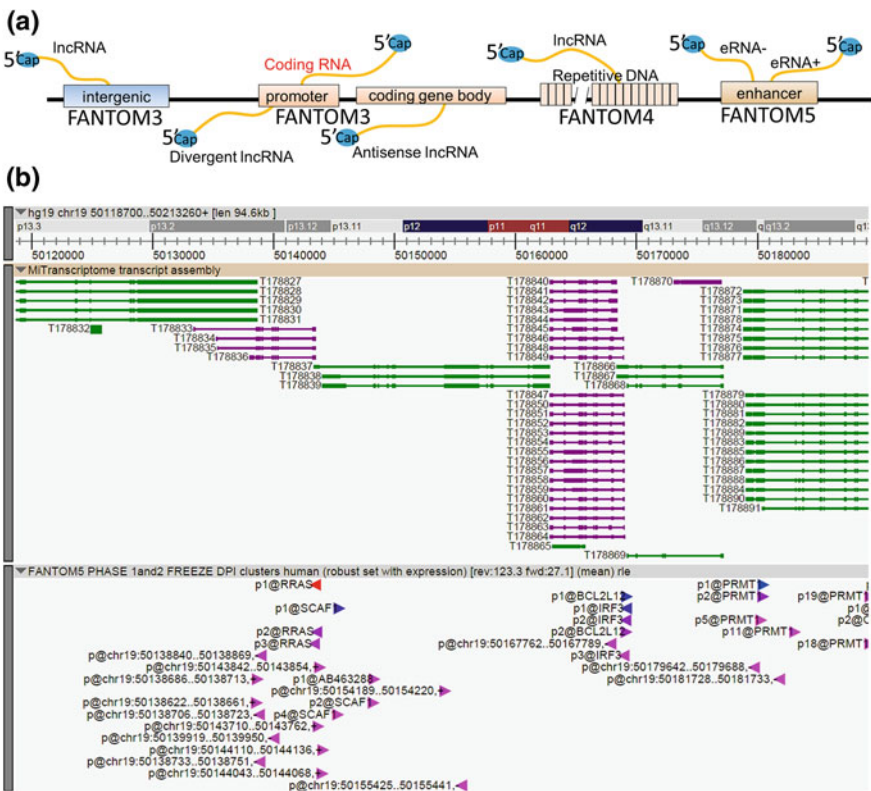 (a)
5'Cap
lncRNA
Coding RNA
5'Cap
5'Cap
lncRNA
5'Cap
eRNA-
eRNA+
5'Cap
Repetitive DNA
intergenic
promoter
coding gene body
enhancer
FANTOM3
FANTOM3
FANTOM4
FANTOM5
5'Cap
5'Cap
Divergent lncRNA
Antisense lncRNA
(b)
hg19 chr19 50118700..50213260+ [len 94.6kb ]
p13.3 p13.2 p13.12 p13.11 p12 p11 q11 q12 q13.11 q13.12 q13.2
50120000 50130000 50140000 50150000 50160000 50170000 50180000
MiTranscriptome transcript assembly
T178827 T178840 T178870
T178828 T178841 T178872
T178829 T178842 T178873
T178830 T178843 T178871
T178831 T178844 T178878
T178832 T178833 T178845 T178874
T178834 T178846 T178875
T178835 T178848 T178876
T178836 T178849 T178877
T178837 T178866
T178838 T178867
T178839 T178868
T178847 T178879
T178850 T178880
T178851 T178881
T178852 T178882
T178853 T178889
T178854 T178883
T178855 T178885
T178856 T178886
T178857 T178887
T178858 T178888
T178859 T178884
T178860 T178890
T178861 T178891
T178862
T178863
T178864
T178865
T178869
FANTOM5 PHASE 1and2 FREEZE DPI clusters human (robust set with expression) [rev:123.3 fwd:27.1] (mean) rle
p1@RRAS p1@PRMT1
p1@BCL2L12 p2@PRMT1 p19@PRMT1
p1@SCAF p1@IRF3
p2@IRF3 p5@PRMT1
p2@RRAS p2@BCL2L12 p11@PRMT1
p3@RRAS p@chr19:50167762..50167789, p18@PRMT1
p@chr19:50138840..50138869, p3@IRF3
p@chr19:50143842..50143854, p@chr19:50179642..50179688,
p@chr19:50138686..50138713,+ p1@AB463288 p@chr19:50181728..50181733,
p@chr19:50154189..50154220,
p@chr19:50138622..50138661, p2@SCAF
p@chr19:50138706..50138723, p4@SCAF
p@chr19:50143710..50143762,
p@chr19:50139919..50139950,
p@chr19:50144110..50144136,
p@chr19:50138733..50138751,
p@chr19:50144043..50144068,
p@chr19:50155425..50155441,